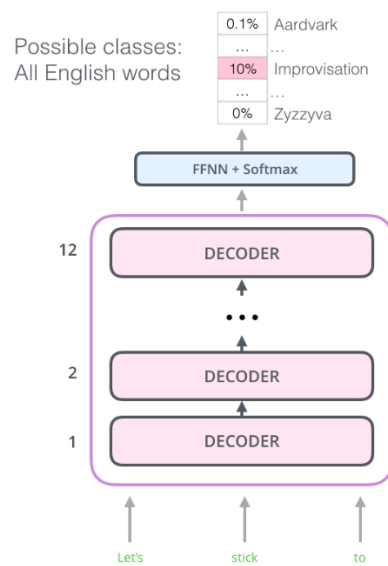 Possible classes:
All English words
0.1% Aardvark
... ...
10% Improvisation
... ...
0% Zyzzyva
FFNN + Softmax
12 DECODER
...
2 DECODER
1 DECODER
Let's stick to